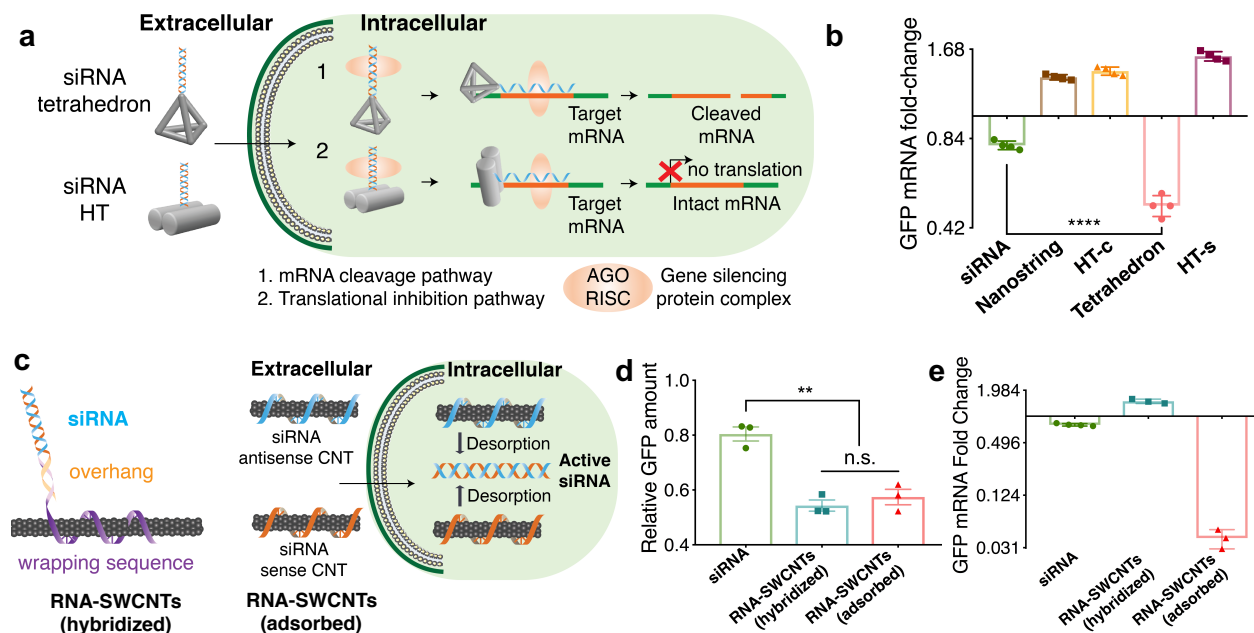 a
Extracellular
Intracellular
siRNA
tetrahedron
siRNA
HT
1
2
Target
mRNA
Cleaved
mRNA
no translation
Target
mRNA
Intact mRNA
1. mRNA cleavage pathway
2. Translational inhibition pathway
AGO
RISC
Gene silencing
protein complex
b
GFP mRNA fold-change
1.68
0.84
0.42
****
siRNA
Nanostring
HT-c
Tetrahedron
HT-s
c
siRNA
overhang
wrapping sequence
RNA-SWCNTs
(hybridized)
Extracellular
Intracellular
siRNA
antisense CNT
siRNA
sense CNT
Desorption
Desorption
Active
siRNA
RNA-SWCNTs
(adsorbed)
d
Relative GFP amount
1.0
0.8
0.6
0.4
**
n.s.
siRNA
RNA-SWCNTs
(hybridized)
RNA-SWCNTs
(adsorbed)
e
GFP mRNA Fold Change
1.984
0.496
0.124
0.031
siRNA
RNA-SWCNTs
(hybridized)
RNA-SWCNTs
(adsorbed)